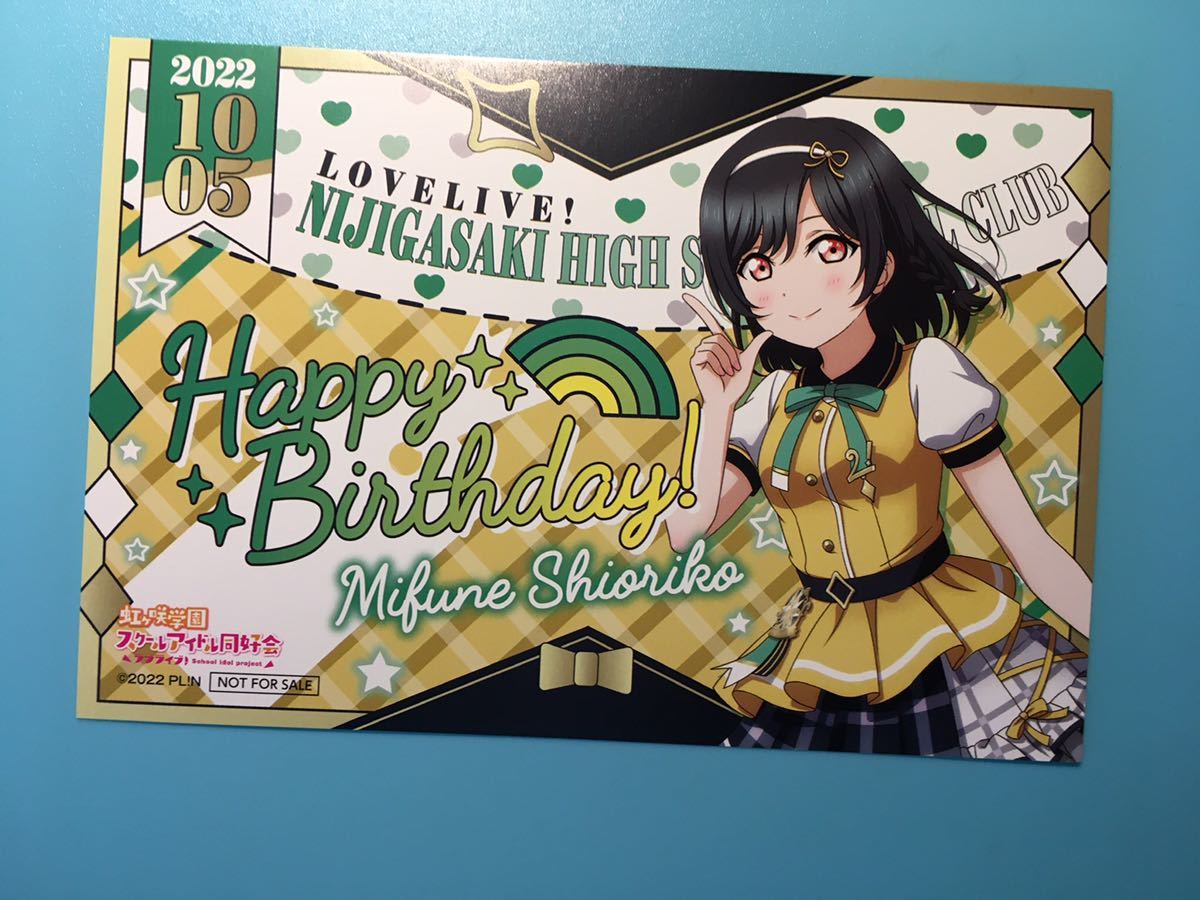 2022
10
05
LOVELIVE!
NIJIGASAKI HIGH S L CLUB
Happy
Birthday!
Mifune Shioriko
虹ヶ咲学園
スクールアイドル同好会
ラブライブ! School idol project
©2022 PL!N NOT FOR SALE